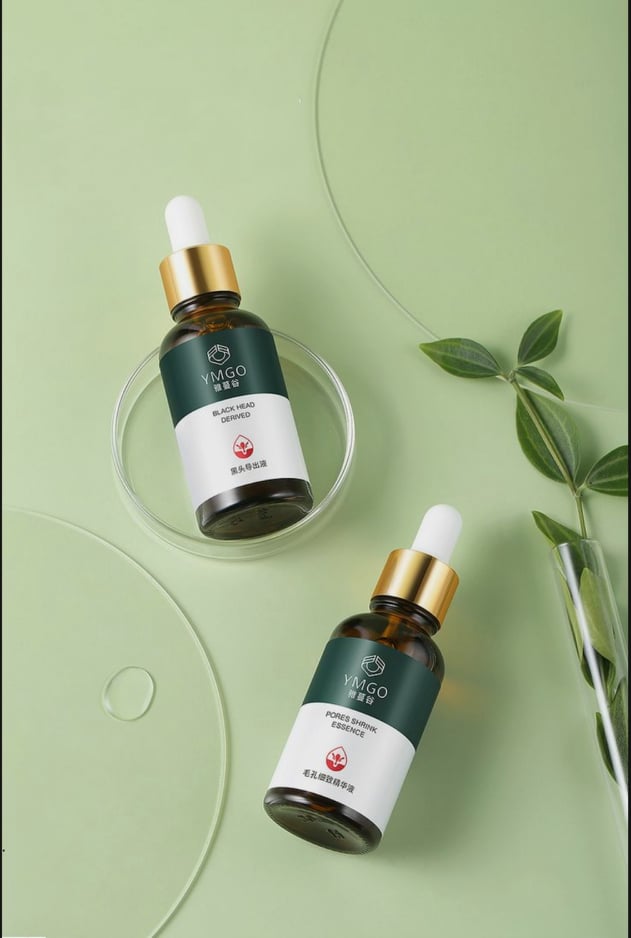 YMGO
雅蔓谷
BLACK HEAD
DERIVED
黑头导出液
YMGO
雅蔓谷
PORES SHRINK
ESSENCE
毛孔细致精华液